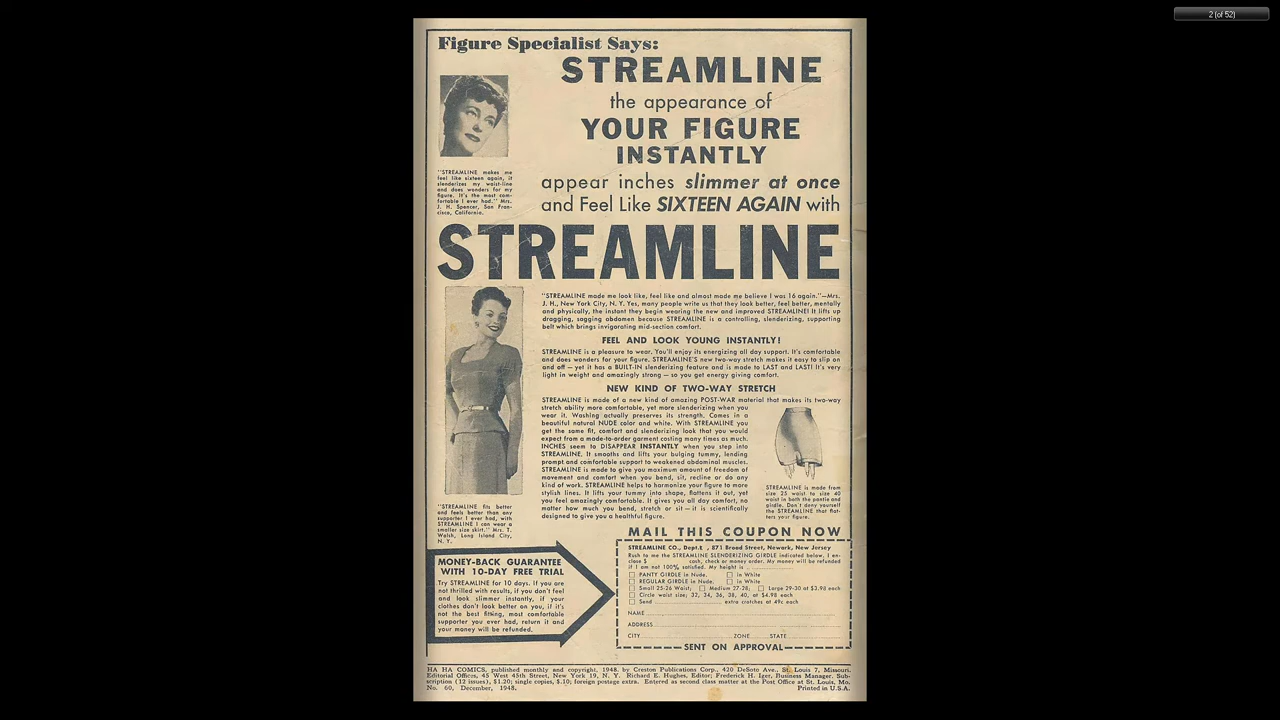 2 (of 52)
Figure Specialist Says:
STREAMLINE
the appearance of
YOUR FIGURE
INSTANTLY
appear inches slimmer at once
and Feel Like SIXTEEN AGAIN with
"STREAMLINE makes me
feel like sixteen again, it
slenderizes my waist-line
and does wonders for my
figure. It's the most com-
fortable I ever had." Mrs.
J. H. Spencer, San Fran-
cisco, California.
STREAMLINE
"STREAMLINE made me look like, feel like and almost made me believe I was 16 again."—Mrs.
J. H., New York City, N. Y. Yes, many people write us that they look better, feel better, mentally
and physically, the instant they begin wearing the new and improved STREAMLINE! It lifts up
dragging, sagging abdomen because STREAMLINE is a controlling, slenderizing, supporting
belt which brings invigorating mid-section comfort.
FEEL AND LOOK YOUNG INSTANTLY!
STREAMLINE is a pleasure to wear. You'll enjoy its energizing all day support. It's comfortable
and does wonders for your figure. STREAMLINE'S new two-way stretch makes it easy to slip on
and off — yet it has a BUILT-IN slenderizing feature and is made to LAST and LAST! It's very
light in weight and amazingly strong — so you get energy giving comfort.
NEW KIND OF TWO-WAY STRETCH
STREAMLINE is made of a new kind of amazing POST-WAR material that makes its two-way
stretch ability more comfortable, yet more slenderizing when you
wear it. Washing actually preserves its strength. Comes in a
beautiful natural NUDE color and white. With STREAMLINE you
get the same fit, comfort and slenderizing look that you would
expect from a made-to-order garment costing many times as much.
INCHES seem to DISAPPEAR INSTANTLY when you step into
STREAMLINE. It smooths and lifts your bulging tummy, lending
prompt and comfortable support to weakened abdominal muscles.
STREAMLINE is made to give you maximum amount of freedom of
movement and comfort when you bend, sit, recline or do any
kind of work. STREAMLINE helps to harmonize your figure to more
stylish lines. It lifts your tummy into shape, flattens it out, yet
you feel amazingly comfortable. It gives you all day comfort, no
matter how much you bend, stretch or sit — it is scientifically
designed to give you a healthful figure.
STREAMLINE is made from
size 25 waist to size 40
waist in both the pantie and
girdle. Don't deny yourself
the STREAMLINE that flat-
ters your figure.
"STREAMLINE fits better
and feels better than any
supporter I ever had, with
STREAMLINE I can wear a
smaller size skirt." Mrs. T.
Walsh, Long Island City,
N. Y.
MONEY-BACK GUARANTEE
WITH 10-DAY FREE TRIAL
Try STREAMLINE for 10 days. If you are
not thrilled with results, if you don't feel
and look slimmer instantly, if your
clothes don't look better on you, if it's
not the best fitting, most comfortable
supporter you ever had, return it and
your money will be refunded.
MAIL THIS COUPON NOW
STREAMLINE CO., Dept. , 871 Broad Street, Newark, New Jersey
Rush to me the STREAMLINE SLENDERIZING GIRDLE indicated below. I en-
close $ cash, check or money order. My money will be refunded
if I am not 100% satisfied. My height is
PANTY GIRDLE in Nude, in White
REGULAR GIRDLE in Nude; in White
Small 25-26 Waist; Medium 27-28; Large 29-30 at $3.98 each
Circle waist size; 32, 34, 36, 38, 40, at $4.98 each
Send extra crotches at 49c each
NAME
ADDRESS
CITY ZONE STATE
SENT ON APPROVAL
HA HA COMICS, published monthly and copyright, 1948, by Creston Publications Corp., 420 DeSoto Ave., St. Louis 7, Missouri.
Editorial Offices, 45 West 45th Street, New York 19, N. Y. Richard E. Hughes, Editor; Frederick H. Iger, Business Manager. Sub-
scription (12 issues), $1.20; single copies, $.10; foreign postage extra. Entered as second class matter at the Post Office at St. Louis, Mo.
No. 60, December, 1948. Printed in U.S.A.